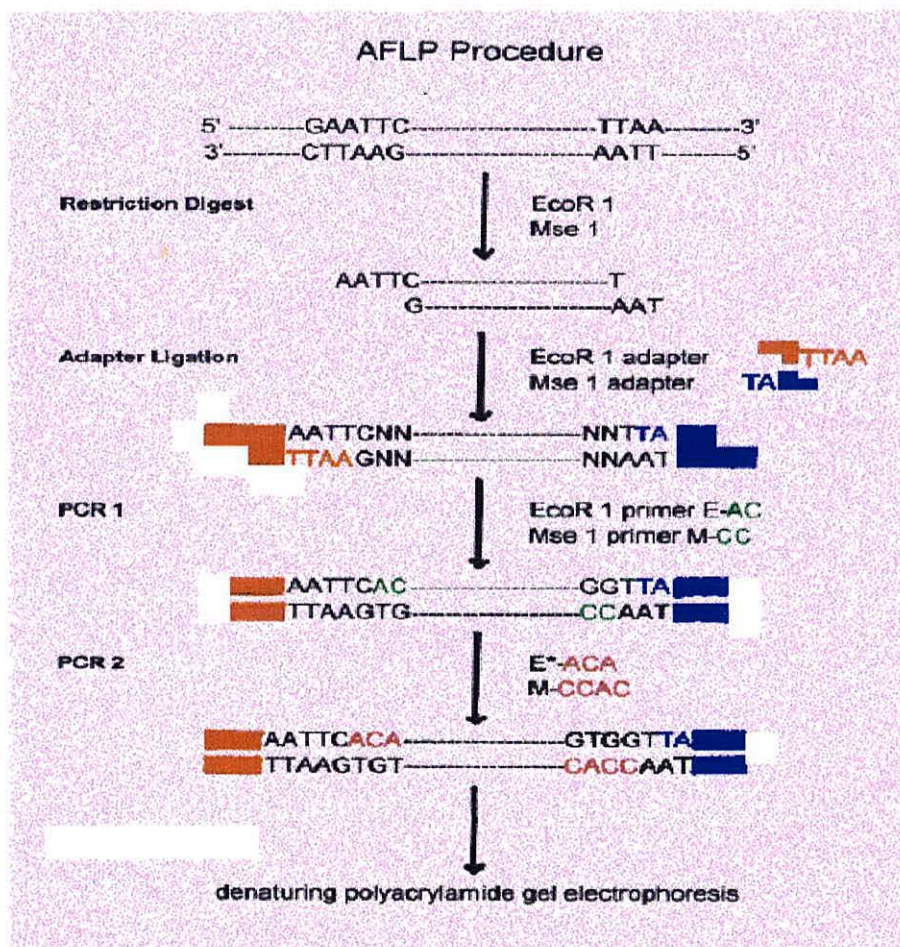 AFLP Procedure
5' --------GAATTC--------------------TTAA-------3'
3'--------CTTAAG--------------------AATT------5'
Restriction Digest
EcoR 1
Mse 1
AATTC--------------------T
G--------------------AAT
Adapter Ligation
EcoR 1 adapter
TTAA
Mse 1 adapter
TA
AATTCNN------------------NNTTA
TTAAGNN------------------NNAAT
PCR 1
EcoR 1 primer E-AC
Mse 1 primer M-CC
AATTCAC------------------GGTTA
TTAAGTG------------------CCAAT
PCR 2
E*-ACA
M-CCAC
AATTCACA----------------GTGGTTA
TTAAGTGT----------------CACCAAT
denaturing polyacrylamide gel electrophoresis